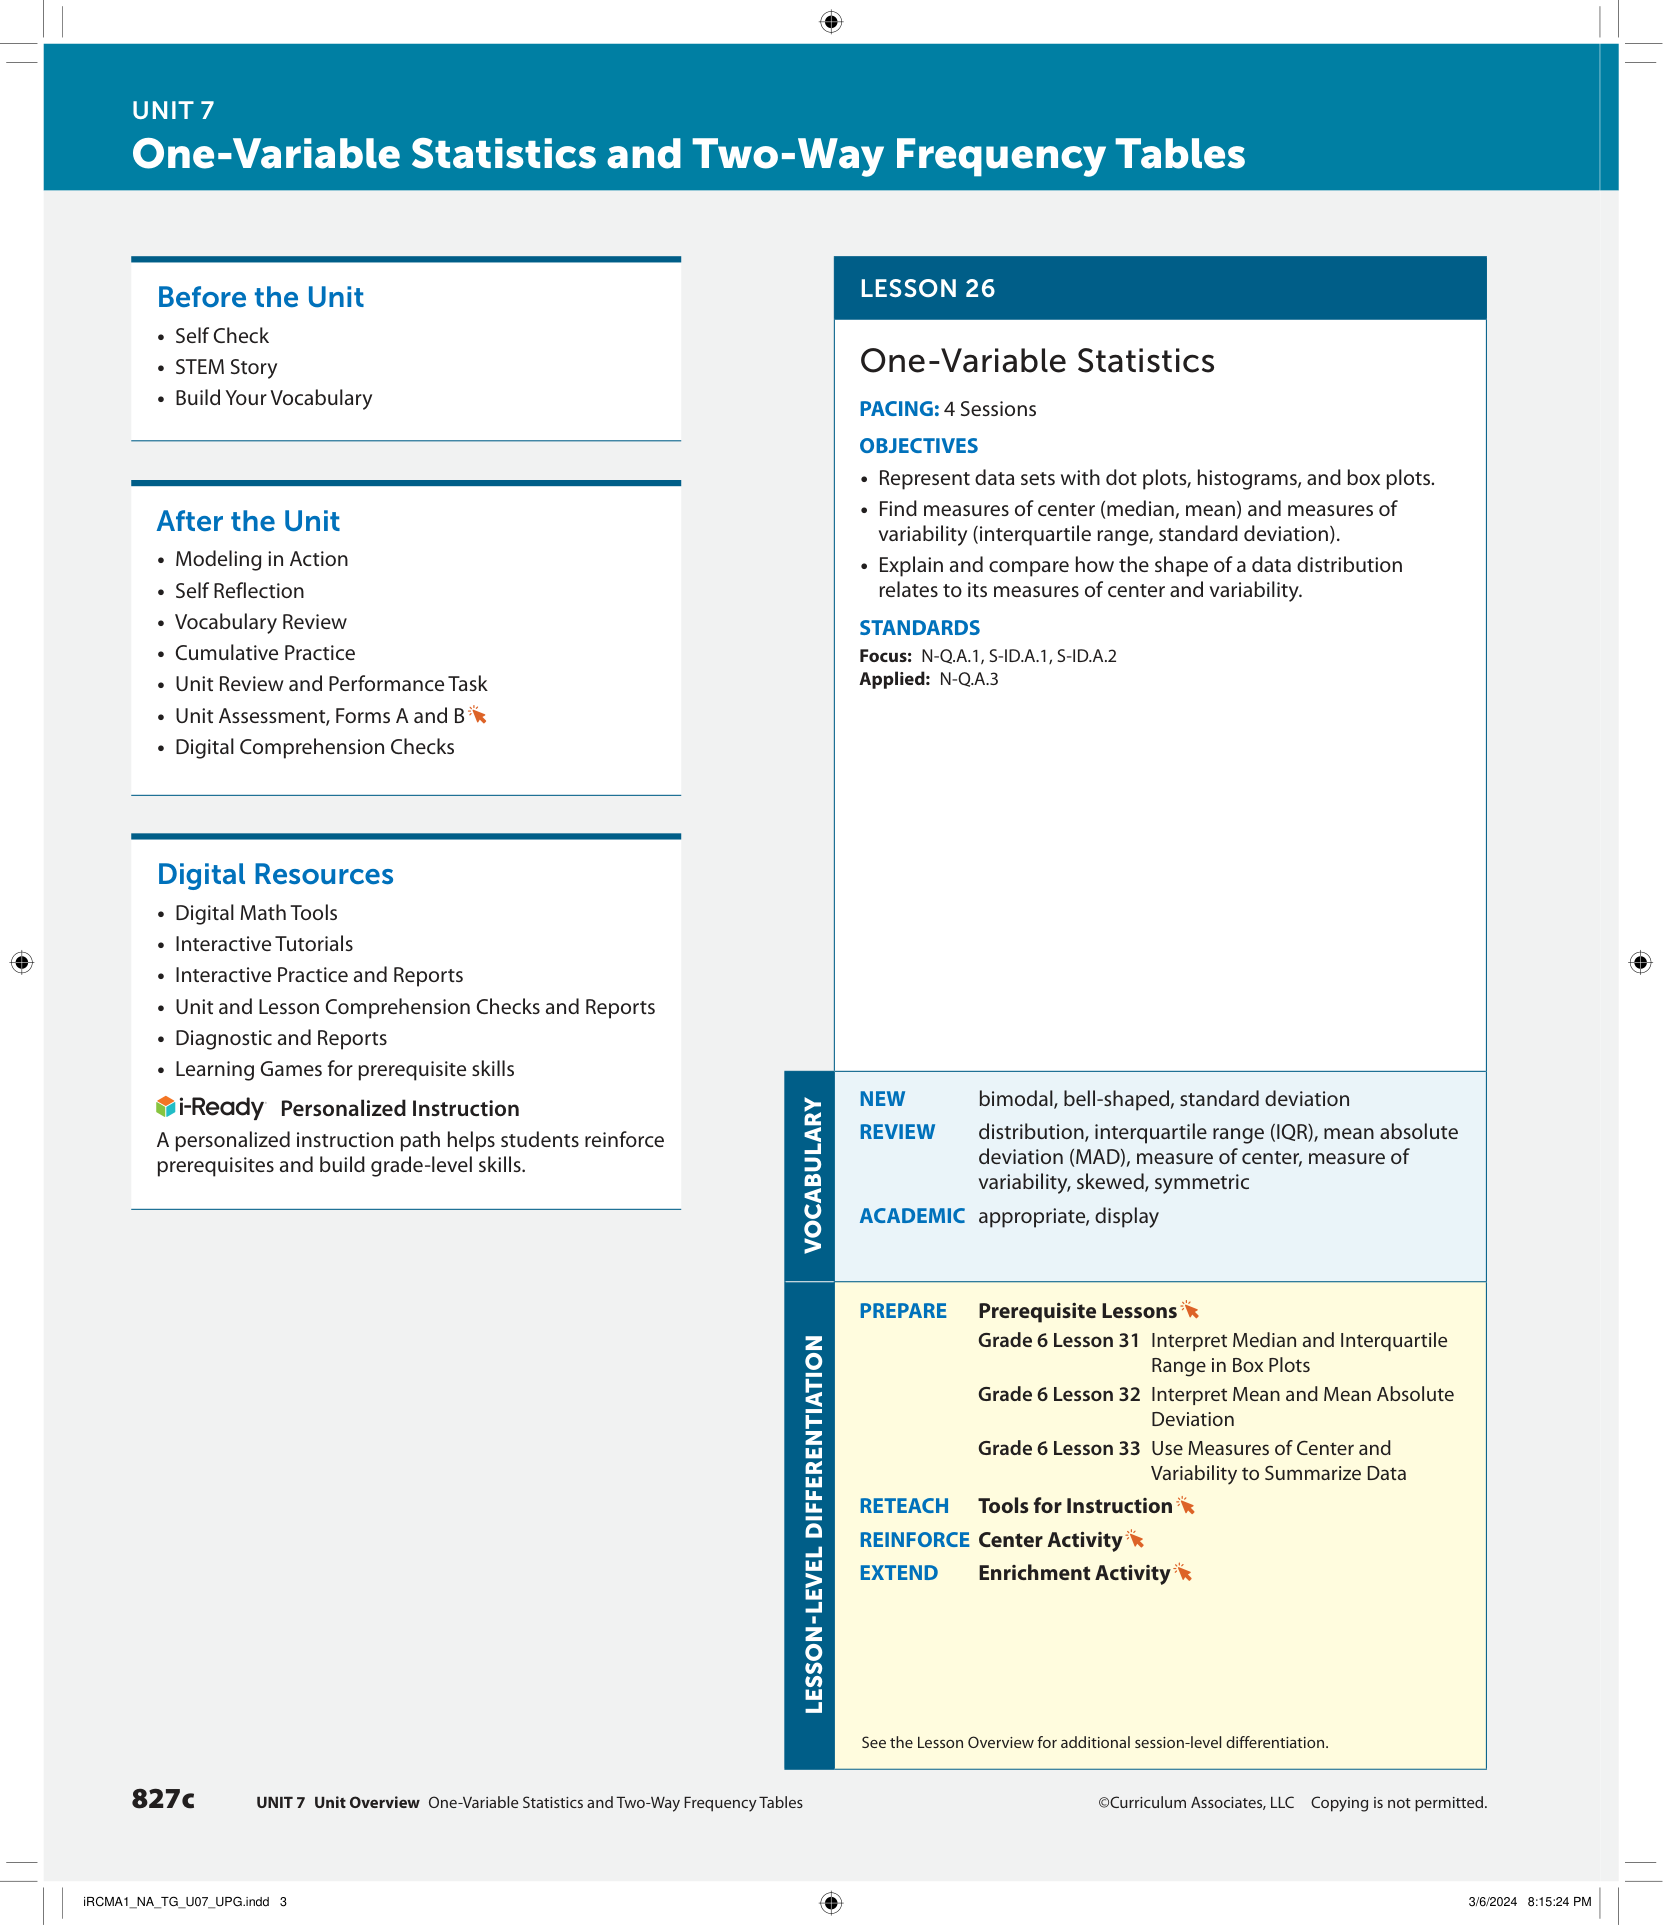 UNIT 7
One-Variable Statistics and Two-Way Frequency Tables
Before the Unit
• Self Check
• STEM Story
• Build Your Vocabulary
After the Unit
• Modeling in Action
• Self Reflection
• Vocabulary Review
• Cumulative Practice
• Unit Review and Performance Task
• Unit Assessment, Forms A and B
• Digital Comprehension Checks
Digital Resources
• Digital Math Tools
• Interactive Tutorials
• Interactive Practice and Reports
• Unit and Lesson Comprehension Checks and Reports
• Diagnostic and Reports
• Learning Games for prerequisite skills
i-Ready Personalized Instruction
A personalized instruction path helps students reinforce
prerequisites and build grade-level skills.
LESSON 26
One-Variable Statistics
PACING: 4 Sessions
OBJECTIVES
• Represent data sets with dot plots, histograms, and box plots.
• Find measures of center (median, mean) and measures of
variability (interquartile range, standard deviation).
• Explain and compare how the shape of a data distribution
relates to its measures of center and variability.
STANDARDS
Focus: N-Q.A.1, S-ID.A.1, S-ID.A.2
Applied: N-Q.A.3
VOCABULARY
NEW bimodal, bell-shaped, standard deviation
REVIEW distribution, interquartile range (IQR), mean absolute
deviation (MAD), measure of center, measure of
variability, skewed, symmetric
ACADEMIC appropriate, display
LESSON-LEVEL DIFFERENTIATION
PREPARE Prerequisite Lessons
Grade 6 Lesson 31 Interpret Median and Interquartile
Range in Box Plots
Grade 6 Lesson 32 Interpret Mean and Mean Absolute
Deviation
Grade 6 Lesson 33 Use Measures of Center and
Variability to Summarize Data
RETEACH Tools for Instruction
REINFORCE Center Activity
EXTEND Enrichment Activity
See the Lesson Overview for additional session-level differentiation.
827c UNIT 7 Unit Overview One-Variable Statistics and Two-Way Frequency Tables ©Curriculum Associates, LLC Copying is not permitted.
iRCMA1_NA_TG_U07_UPG.indd 3 3/6/2024 8:15:24 PM